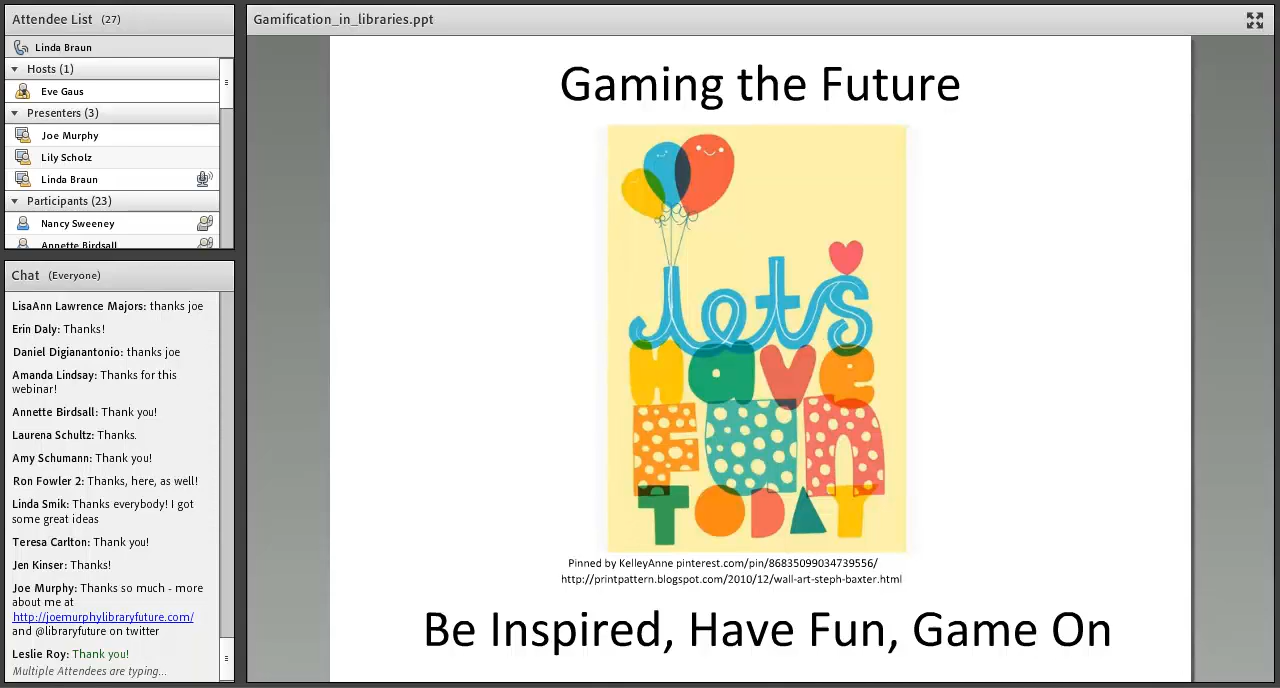 Attendee List (27)
Linda Braun
Hosts (1)
Eve Gaus
Presenters (3)
Joe Murphy
Lily Scholz
Linda Braun
Participants (23)
Nancy Sweeney
Annette Birdsall
Chat (Everyone)
LisaAnn Lawrence Majors: thanks joe
Erin Daly: Thanks!
Daniel Digianantonio: thanks joe
Amanda Lindsay: Thanks for this
webinar!
Annette Birdsall: Thank you!
Laurena Schultz: Thanks.
Amy Schumann: Thank you!
Ron Fowler 2: Thanks, here, as well!
Linda Smik: Thanks everybody! I got
some great ideas
Teresa Carlton: Thank you!
Jen Kinser: Thanks!
Joe Murphy: Thanks so much - more
about me at
http://joemurphylibraryfuture.com/
and @libraryfuture on twitter
Leslie Roy: Thank you!
Multiple Attendees are typing...
Gamification_in_libraries.ppt
Gaming the Future
let's
Have
FUN
TODAY
Pinned by KelleyAnne pinterest.com/pin/86835099034739556/
http://printpattern.blogspot.com/2010/12/wall-art-steph-baxter.html
Be Inspired, Have Fun, Game On